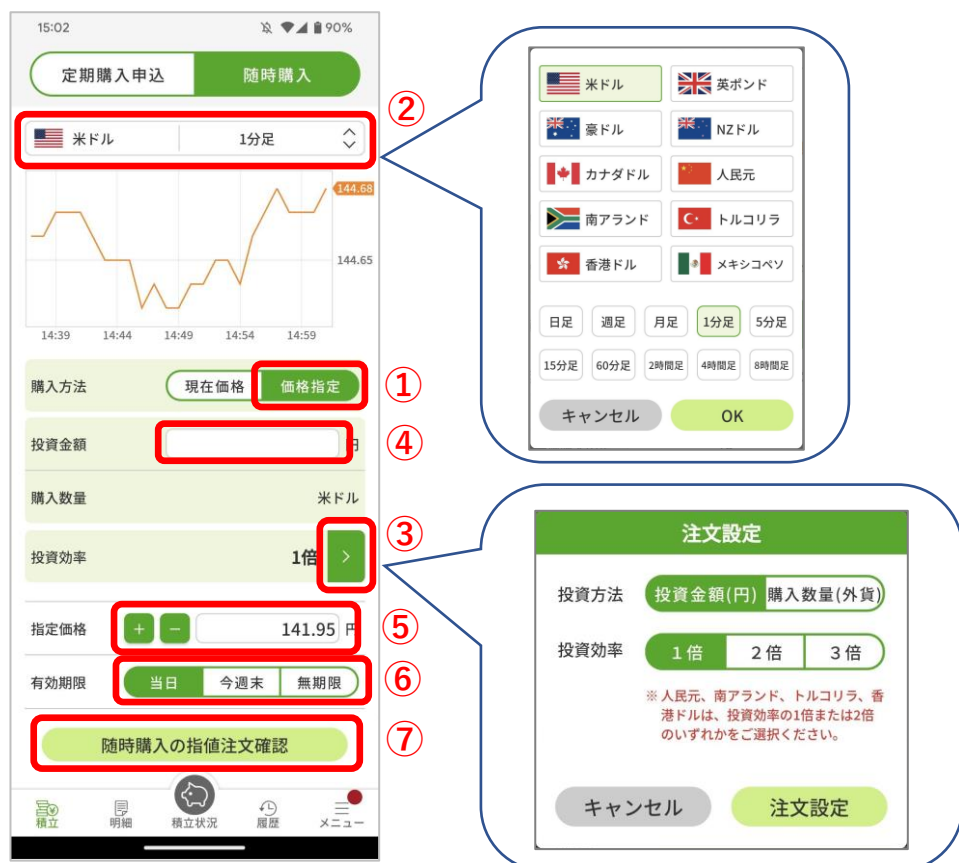 15:02
90%
定期購入申込
随時購入
②
米ドル
1分足
144.68
144.65
14:39 14:44 14:49 14:54 14:59
購入方法
現在価格
価格指定
①
投資金額
円
④
購入数量
米ドル
投資効率
1倍
>
③
指定価格
+
−
141.95
円
⑤
有効期限
当日
今週末
無期限
⑥
随時購入の指値注文確認
⑦
積立
明細
積立状況
履歴
メニュー
米ドル
英ポンド
豪ドル
NZドル
カナダドル
人民元
南アランド
トルコリラ
香港ドル
メキシコペソ
日足
週足
月足
1分足
5分足
15分足
60分足
2時間足
4時間足
8時間足
キャンセル
OK
注文設定
投資方法
投資金額(円)
購入数量(外貨)
投資効率
1倍
2倍
3倍
※ 人民元、南アランド、トルコリラ、香
港ドルは、投資効率の1倍または2倍
のいずれかをご選択ください。
キャンセル
注文設定